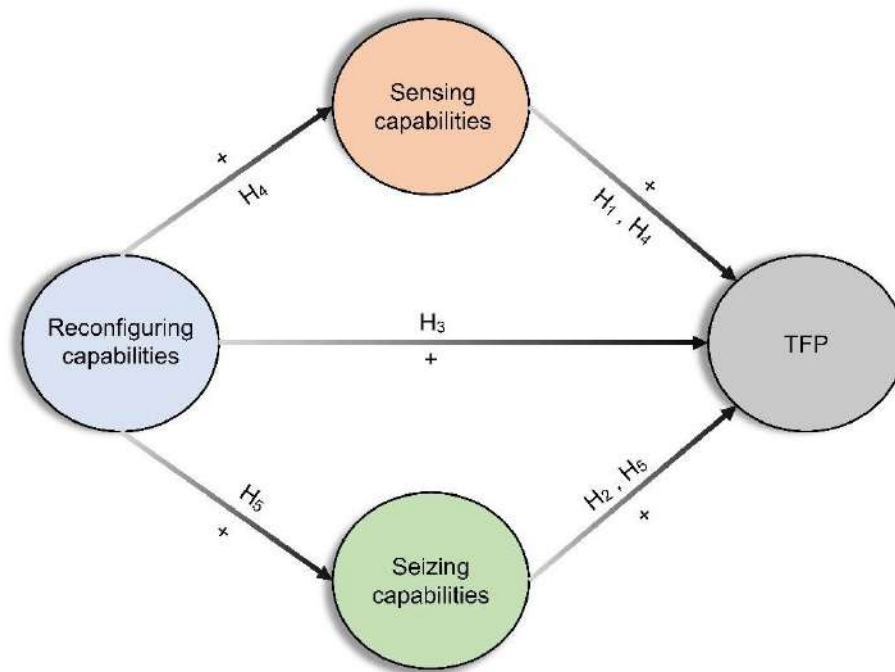 Sensing
capabilities
+
H₄
+
H₁ , H₄
Reconfiguring
capabilities
H₃
+
TFP
H₅
+
H₂ , H₅
+
Seizing
capabilities